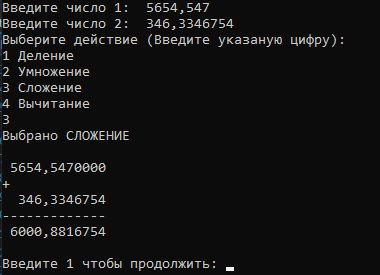 Введите число 1:  5654,547
Введите число 2:  346,3346754
Выберите действие (Введите указаную цифру):
1 Деление
2 Умножение
3 Сложение
4 Вычитание
3
Выбрано СЛОЖЕНИЕ
 5654,5470000
+
  346,3346754
-------------
 6000,8816754
Введите 1 чтобы продолжить: